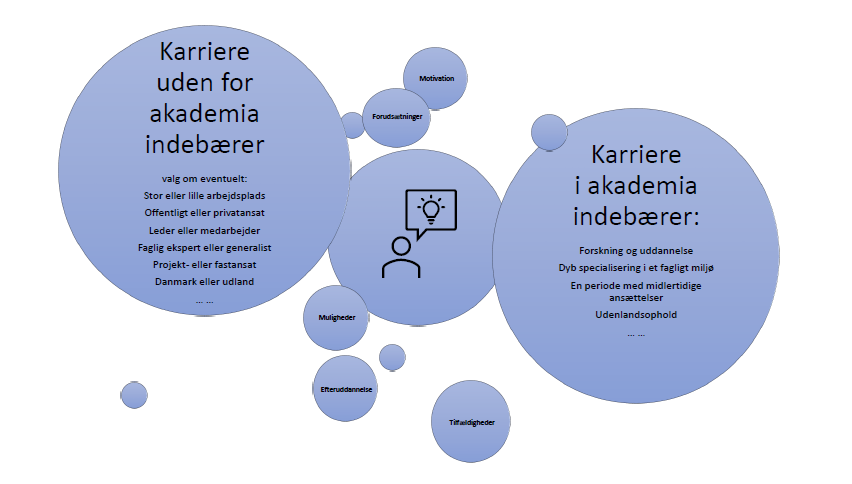 Karriere
uden for
akademia
indebærer
valg om eventuelt:
Stor eller lille arbejdsplads
Offentligt eller privatansat
Leder eller medarbejder
Faglig ekspert eller generalist
Projekt- eller fastansat
Danmark eller udland
... ...
Motivation
Forudsætninger
Muligheder
Efteruddannelse
Tilfældigheder
Karriere
i akademia
indebærer:
Forskning og uddannelse
Dyb specialisering i et fagligt miljø
En periode med midlertidige
ansættelser
Udenlandsophold
... ...